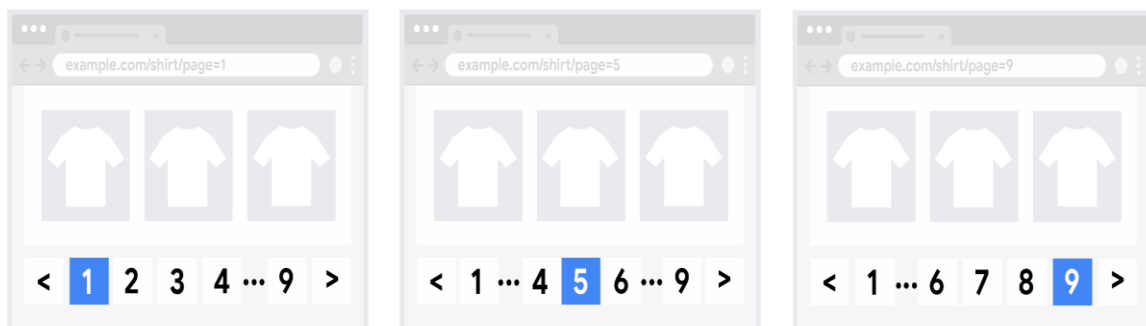 example.com/shirt/page=1
< 1 2 3 4 ... 9 >
example.com/shirt/page=5
< 1 ... 4 5 6 ... 9 >
example.com/shirt/page=9
< 1 ... 6 7 8 9 >